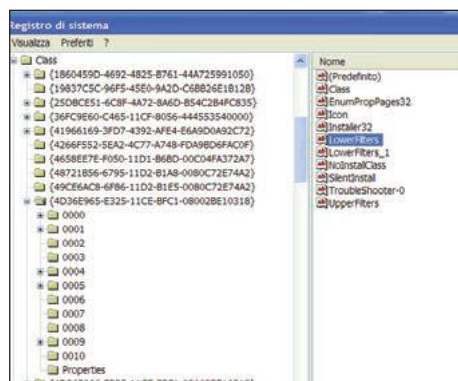 Registro di sistema
Visualizza Preferiti ?
Class
{1860459D-4692-4825-B761-44A725991050}
{19837C5C-96F5-45E0-9A2D-C6BB26E1B12B}
{25DBCE51-6C8F-4A72-8A6D-B54C2B4FC835}
{36FC9E60-C465-11CF-8056-444553540000}
{41966169-3FD7-4392-AFE4-E6A9D0A92C72}
{4266F552-5EA2-4C77-A748-FDA9BD6FAC0F}
{4658EE7E-F050-11D1-B6BD-00C04FA372A7}
{48721B56-6795-11D2-B1A8-0080C72E74A2}
{49CE6AC8-6F86-11D2-B1E5-0080C72E74A2}
{4D36E965-E325-11CE-BFC1-08002BE10318}
0000
0001
0002
0003
0004
0005
0006
0007
0008
0009
0010
Properties
Nome
(Predefinito)
Class
EnumPropPages32
Icon
Installer32
LowerFilters
LowerFilters_1
NoInstallClass
SilentInstall
TroubleShooter-0
UpperFilters